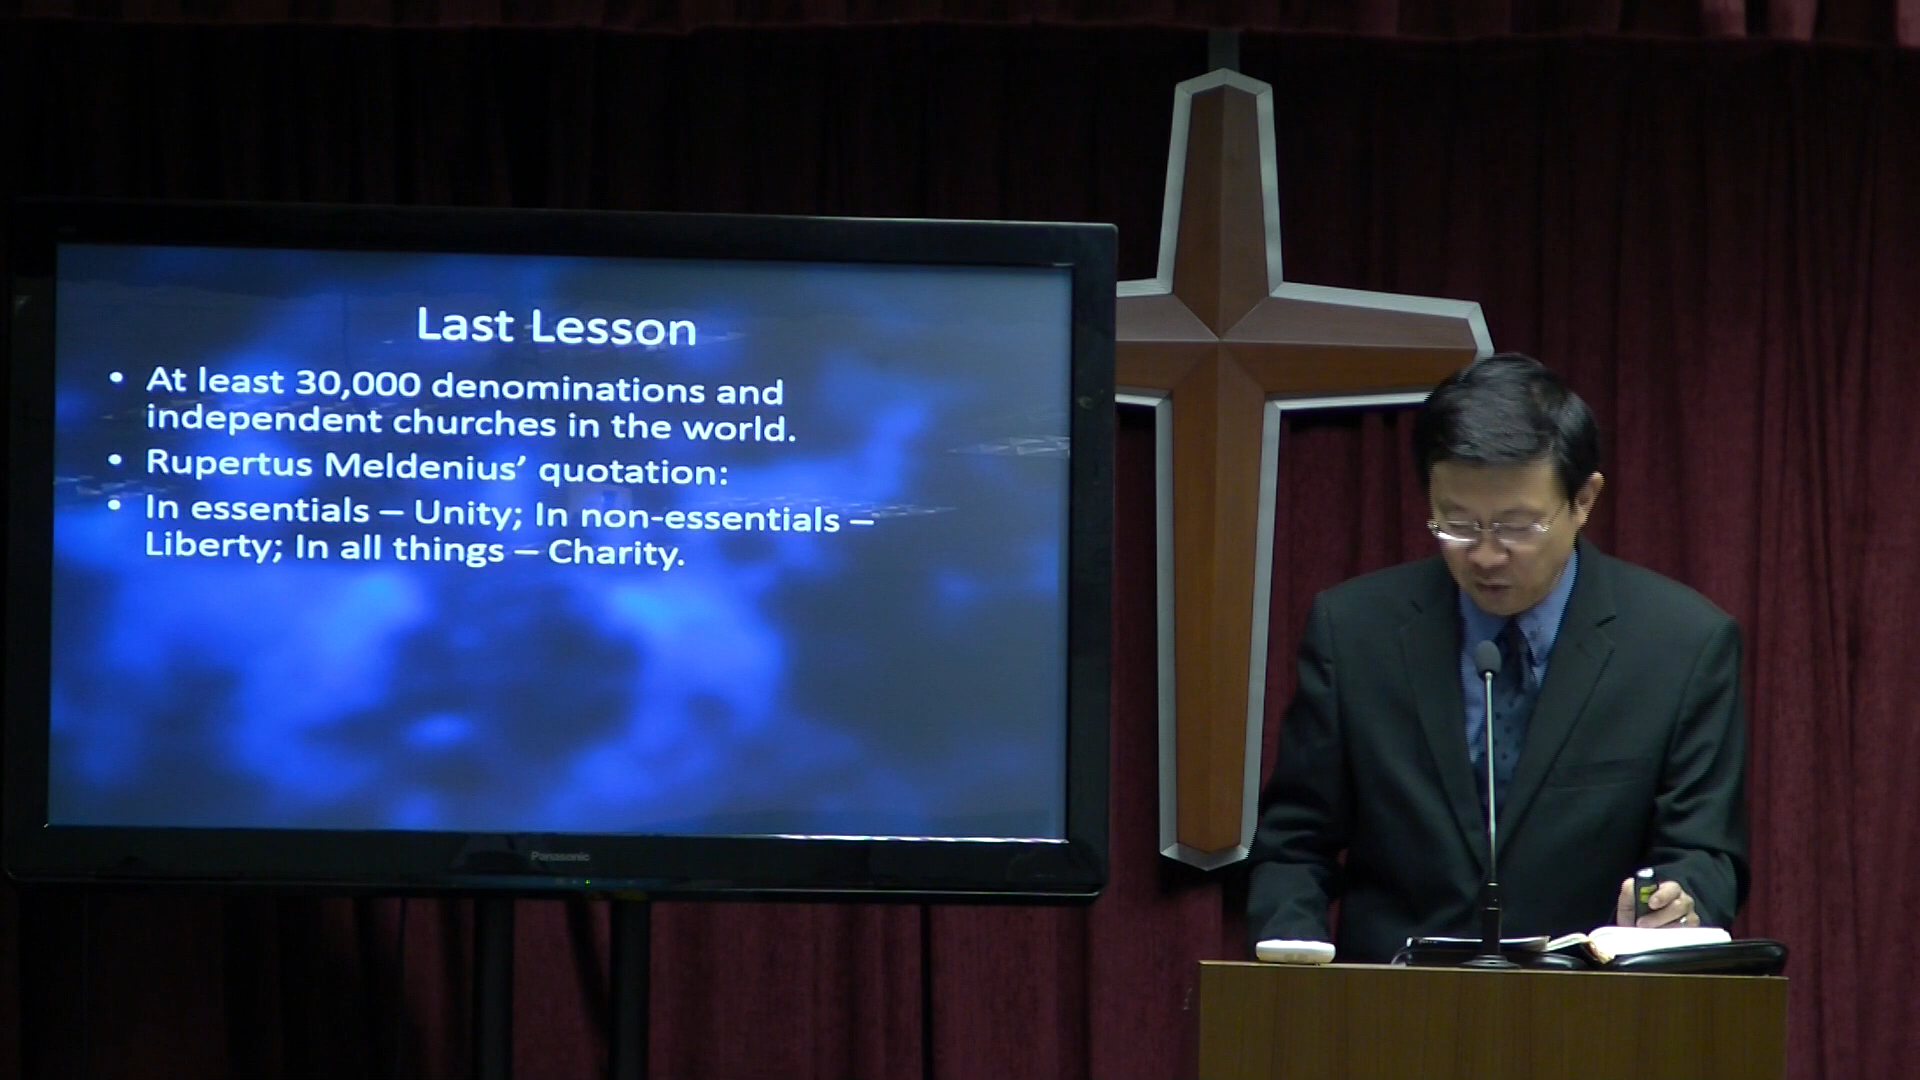 Last Lesson
• At least 30,000 denominations and
independent churches in the world.
• Rupertus Meldenius’ quotation:
• In essentials – Unity; In non-essentials –
Liberty; In all things – Charity.
Panasonic